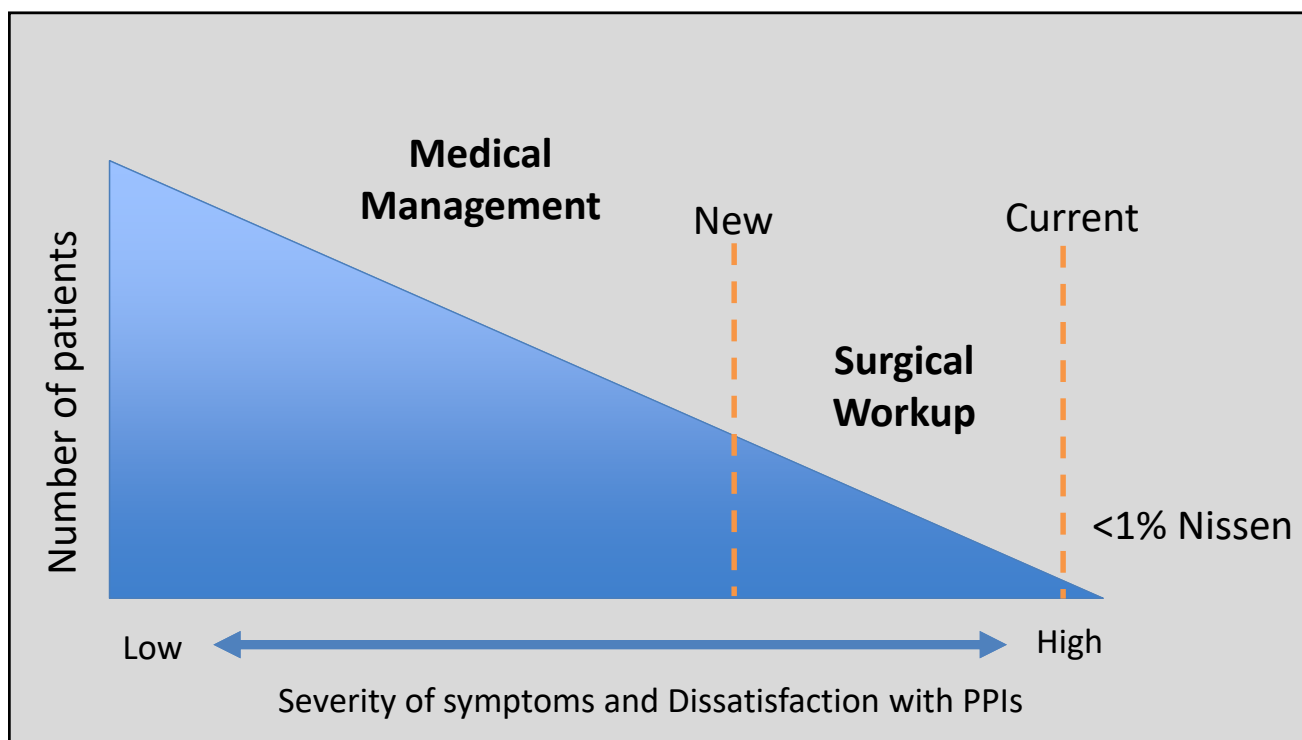 Medical
Management
New
Current
Surgical
Workup
<1% Nissen
Number of patients
Low
High
Severity of symptoms and Dissatisfaction with PPIs